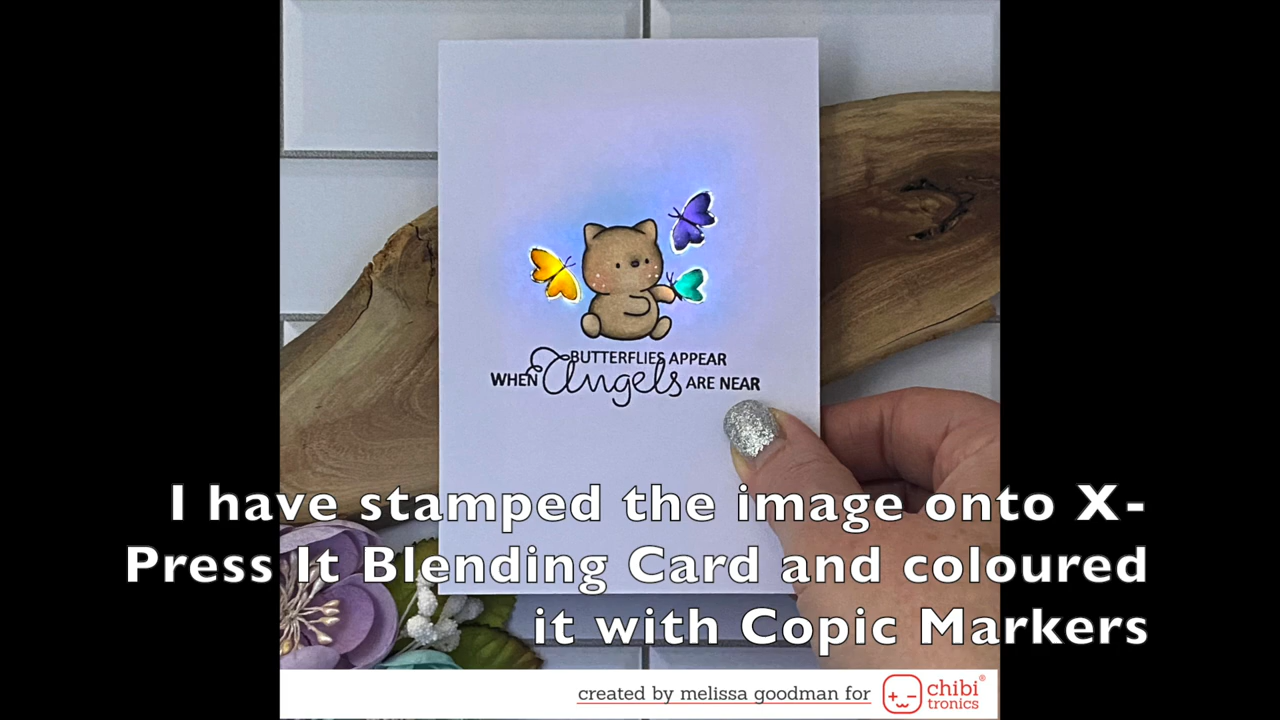 BUTTERFLIES APPEAR
WHEN angels ARE NEAR
I have stamped the image onto X-
Press It Blending Card and coloured
it with Copic Markers
created by melissa goodman for
chibi®
tronics